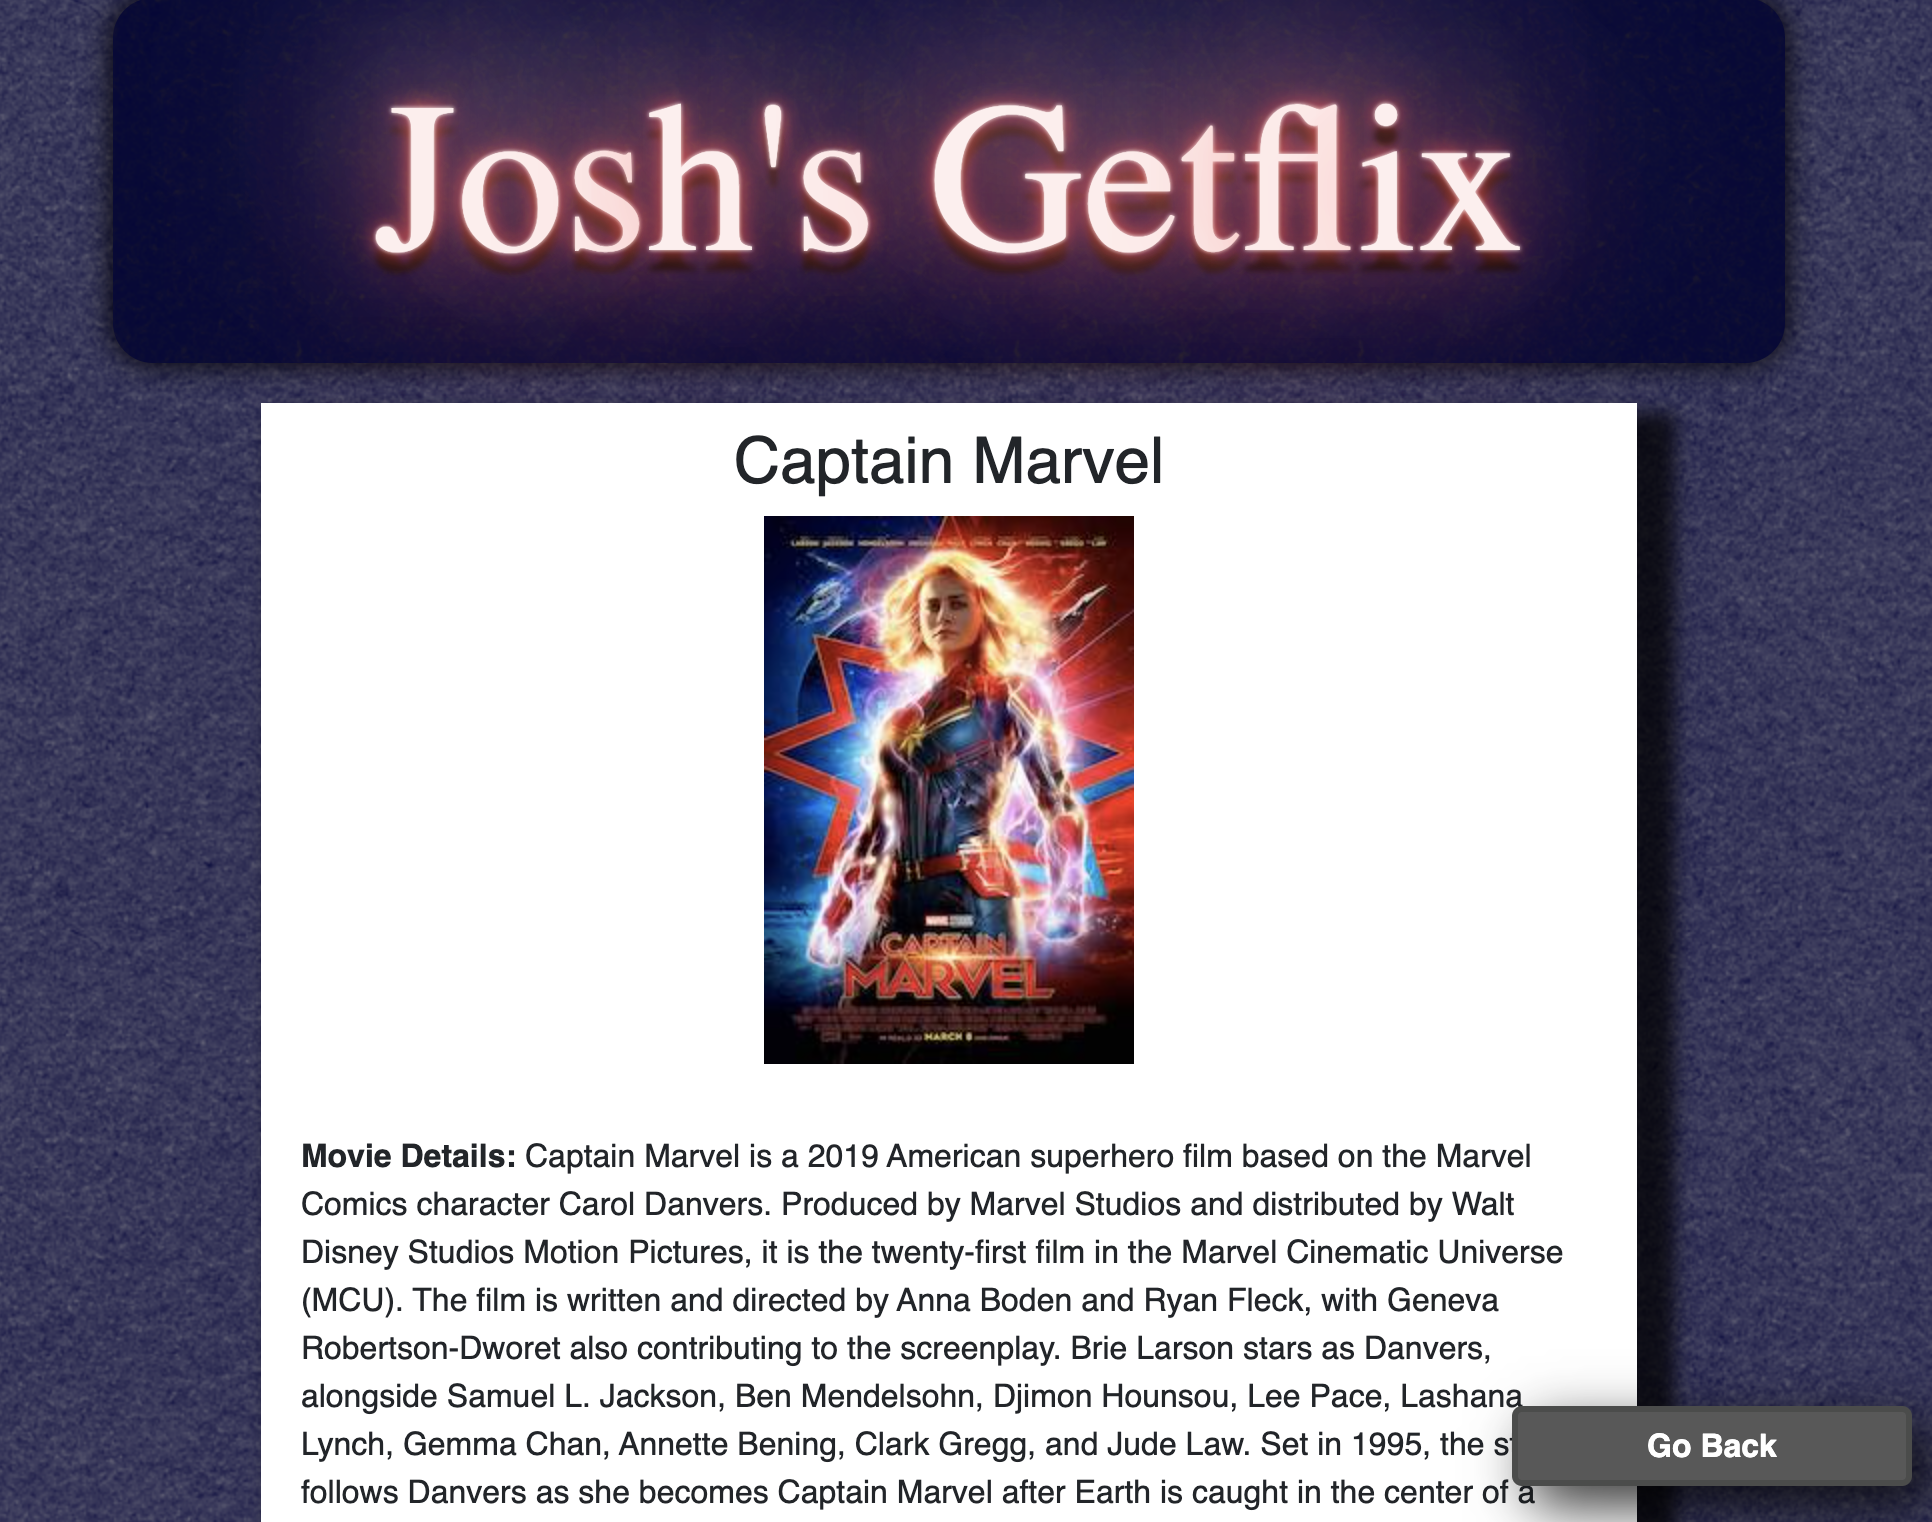 Josh's Getflix
Captain Marvel
CAPTAIN
MARVEL
MARCH 8
Movie Details: Captain Marvel is a 2019 American superhero film based on the Marvel
Comics character Carol Danvers. Produced by Marvel Studios and distributed by Walt
Disney Studios Motion Pictures, it is the twenty-first film in the Marvel Cinematic Universe
(MCU). The film is written and directed by Anna Boden and Ryan Fleck, with Geneva
Robertson-Dworet also contributing to the screenplay. Brie Larson stars as Danvers,
alongside Samuel L. Jackson, Ben Mendelsohn, Djimon Hounsou, Lee Pace, Lashana
Lynch, Gemma Chan, Annette Bening, Clark Gregg, and Jude Law. Set in 1995, the
follows Danvers as she becomes Captain Marvel after Earth is caught in the center of a
Go Back